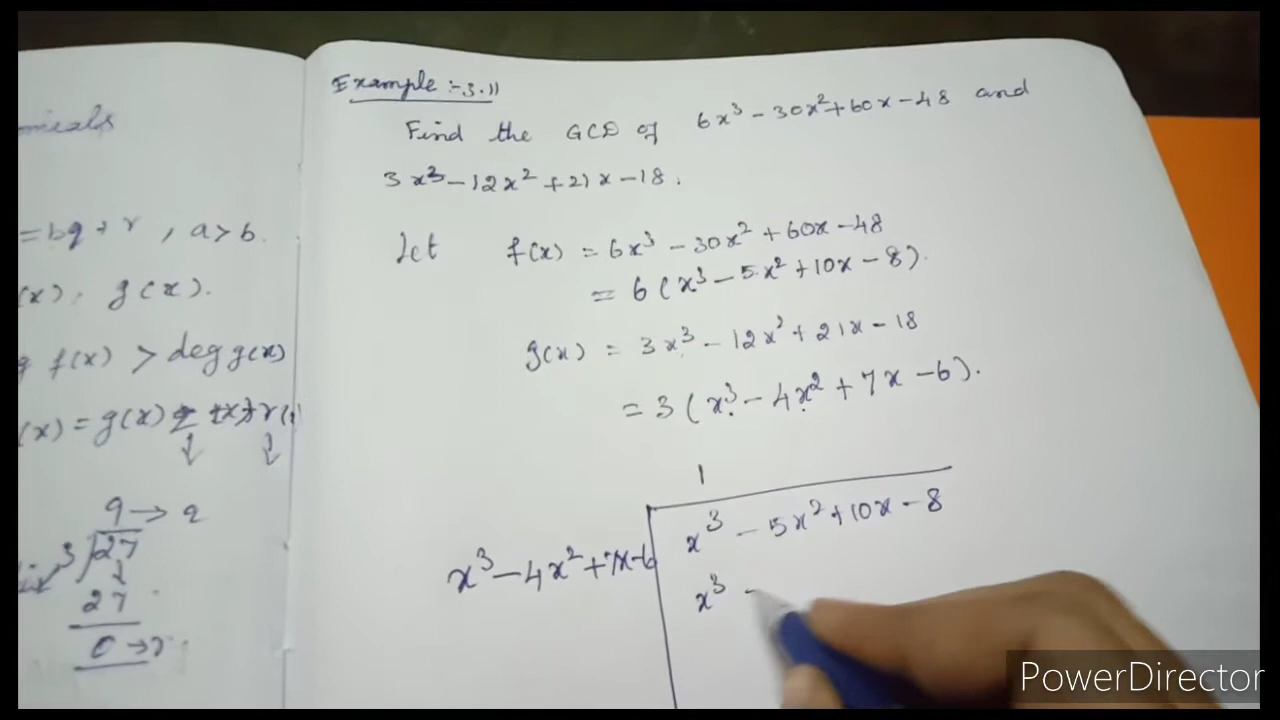 = bq + r , a > b.
(x), g(x).
f(x) > deg g(x)
(x) = g(x)
9 → 2
3 27
27
0 → r
Example :- 3.11
Find the GCD of 6x³ - 30x² + 60x - 48 and
3x³ - 12x² + 21x - 18.
Let f(x) = 6x³ - 30x² + 60x - 48
= 6(x³ - 5x² + 10x - 8).
g(x) = 3x³ - 12x² + 21x - 18
= 3(x³ - 4x² + 7x - 6).
1
x³ - 4x² + 7x - 6 x³ - 5x² + 10x - 8
x³ -
PowerDirector